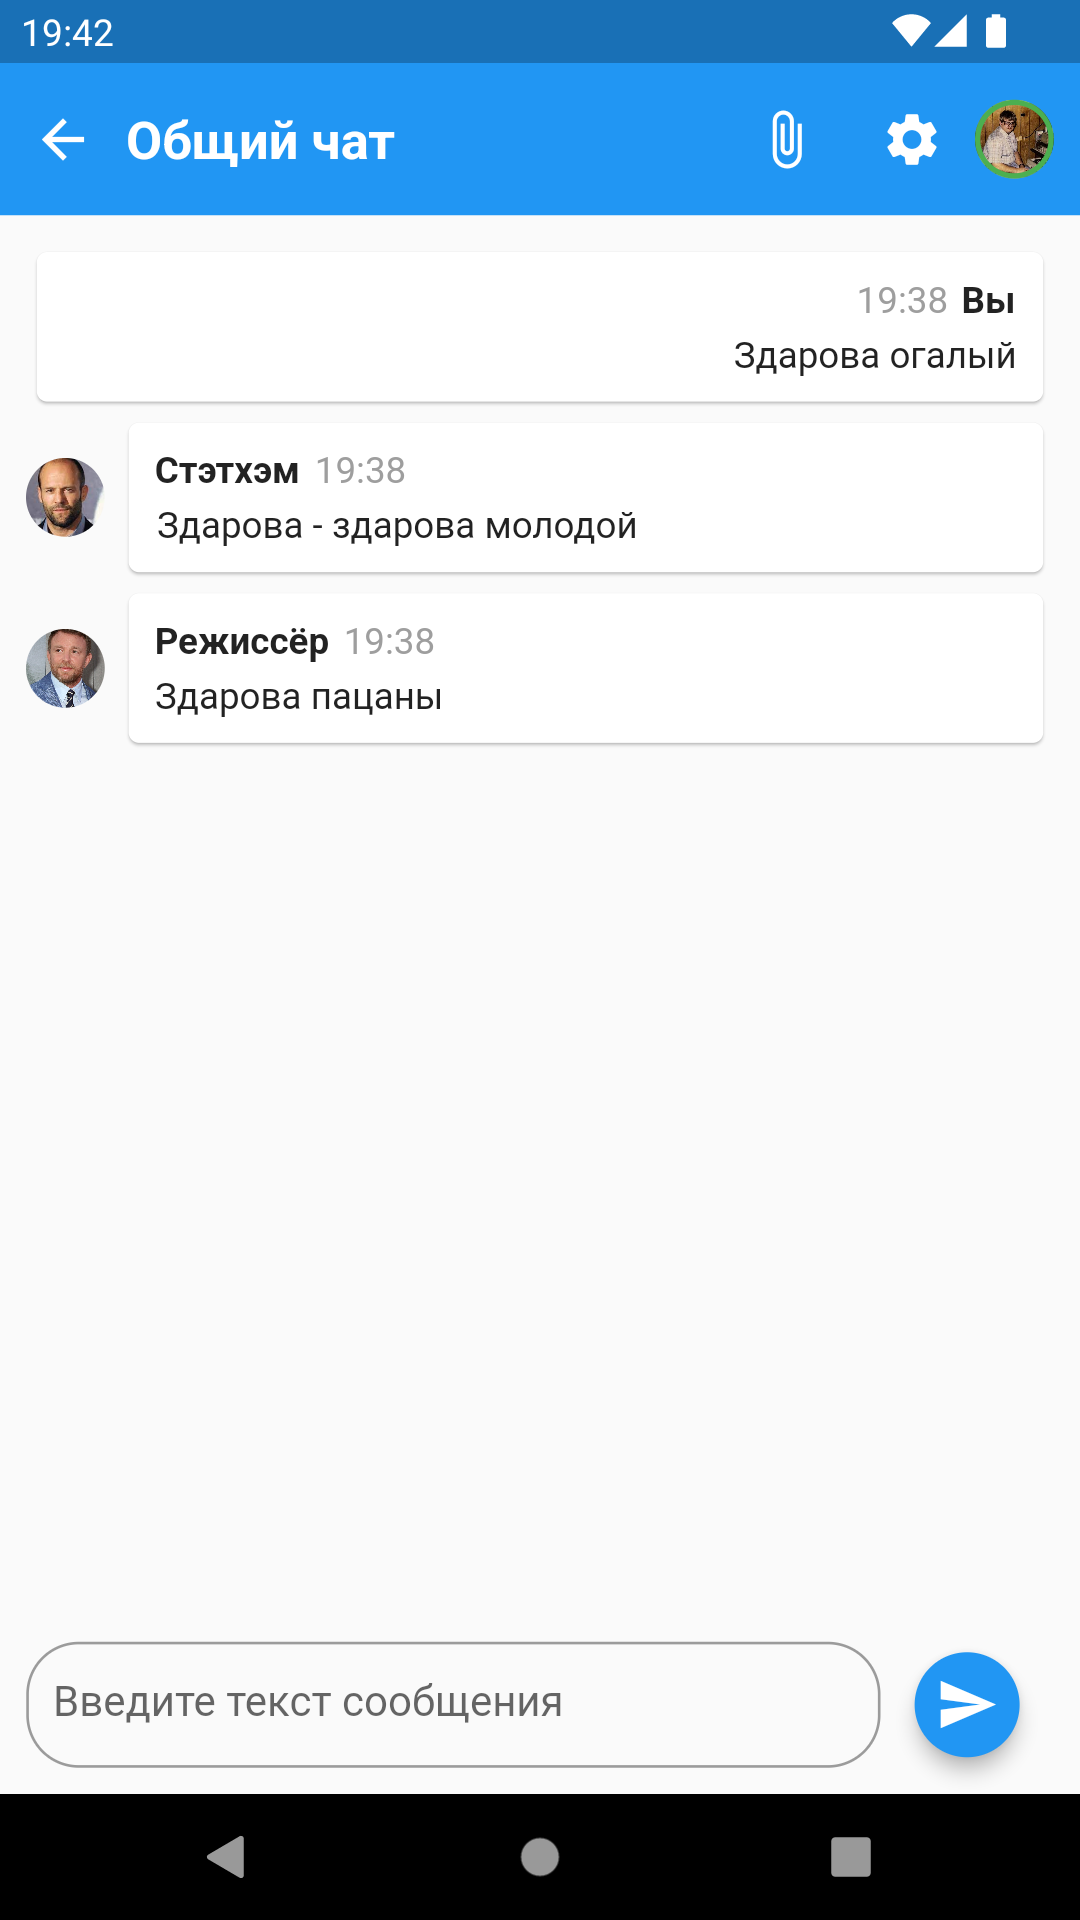 19:42
Общий чат
19:38 Вы
Здарова огалый
Стэтхэм 19:38
Здарова - здарова молодой
Режиссёр 19:38
Здарова пацаны
Введите текст сообщения